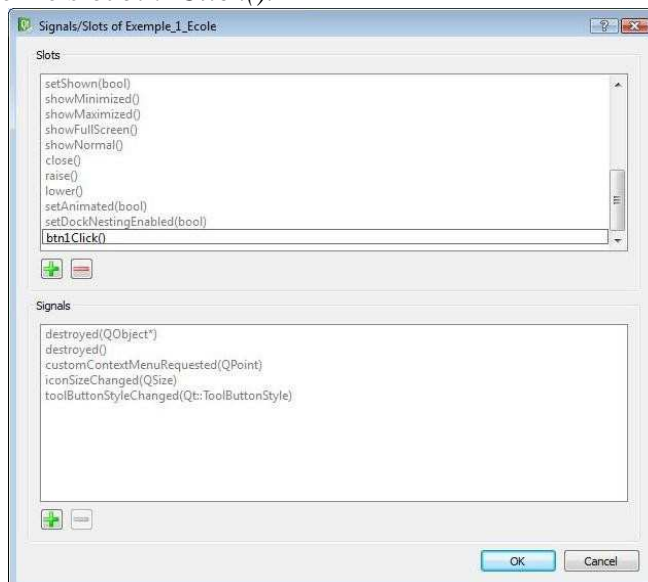 Signals/Slots of Exemple_1_Ecole
Slots
setShown(bool)
showMinimized()
showMaximized()
showFullScreen()
showNormal()
close()
raise()
lower()
setAnimated(bool)
setDockNestingEnabled(bool)
btn1Click()
Signals
destroyed(QObject*)
destroyed()
customContextMenuRequested(QPoint)
iconSizeChanged(QSize)
toolButtonStyleChanged(Qt::ToolButtonStyle)
OK Cancel